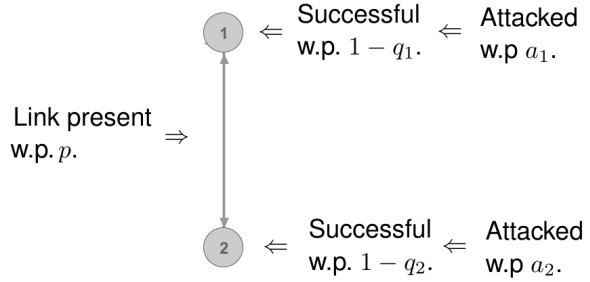 1
⇐ Successful ⇐ Attacked
w.p. 1 − q₁. w.p a₁.
Link present ⇒
w.p. p.
2
⇐ Successful ⇐ Attacked
w.p. 1 − q₂. w.p a₂.